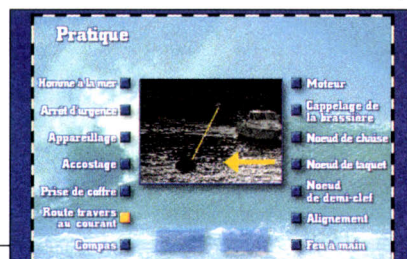 Pratique
Homme à la mer
Arrêt d'urgence
Appareillage
Accostage
Prise de coffre
Route travers
au courant
Compas
Moteur
Cappelage de
la brassière
Noeud de chaise
Noeud de taquet
Noeud
de demi-clef
Alignement
Feu à main